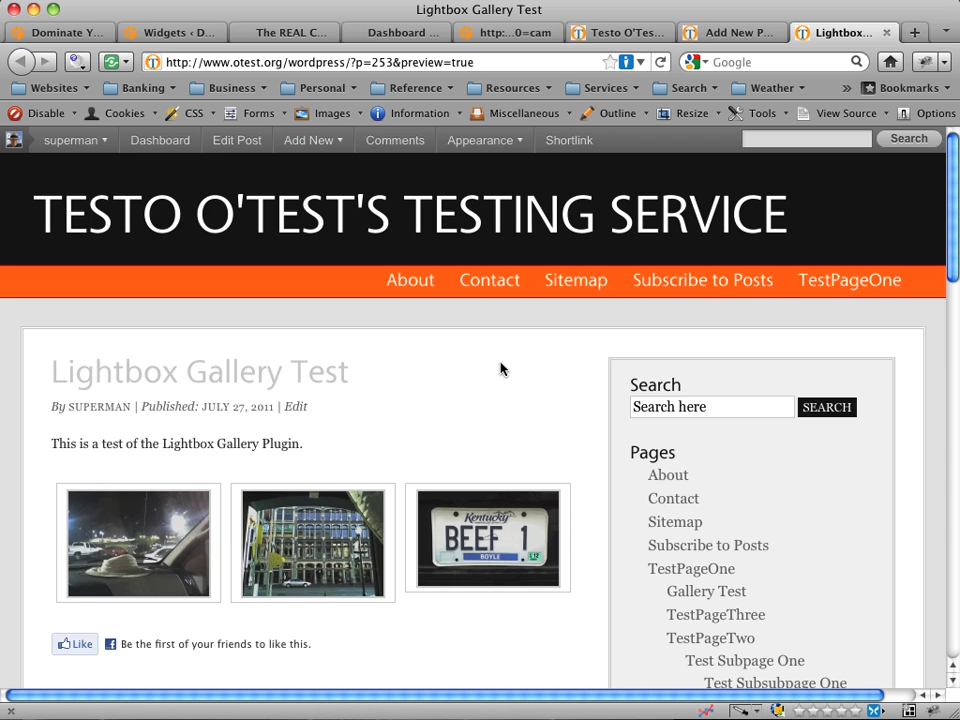 Lightbox Gallery Test
Dominate Y...
Widgets ‹ D...
The REAL C...
Dashboard ...
http:...0=cam
Testo O'Tes...
Add New P...
Lightbox...
http://www.otest.org/wordpress/?p=253&preview=true
Google
Websites
Banking
Business
Personal
Reference
Resources
Services
Search
Weather
»
Bookmarks
Disable
Cookies
CSS
Forms
Images
Information
Miscellaneous
Outline
Resize
Tools
View Source
Options
superman
Dashboard
Edit Post
Add New
Comments
Appearance
Shortlink
Search
TESTO O'TEST'S TESTING SERVICE
About
Contact
Sitemap
Subscribe to Posts
TestPageOne
Lightbox Gallery Test
By SUPERMAN | Published: JULY 27, 2011 | Edit
This is a test of the Lightbox Gallery Plugin.
Kentucky
BEEF 1
BOYLE
Like
Be the first of your friends to like this.
Search
Search here
SEARCH
Pages
About
Contact
Sitemap
Subscribe to Posts
TestPageOne
Gallery Test
TestPageThree
TestPageTwo
Test Subpage One
Test Subsubpage One